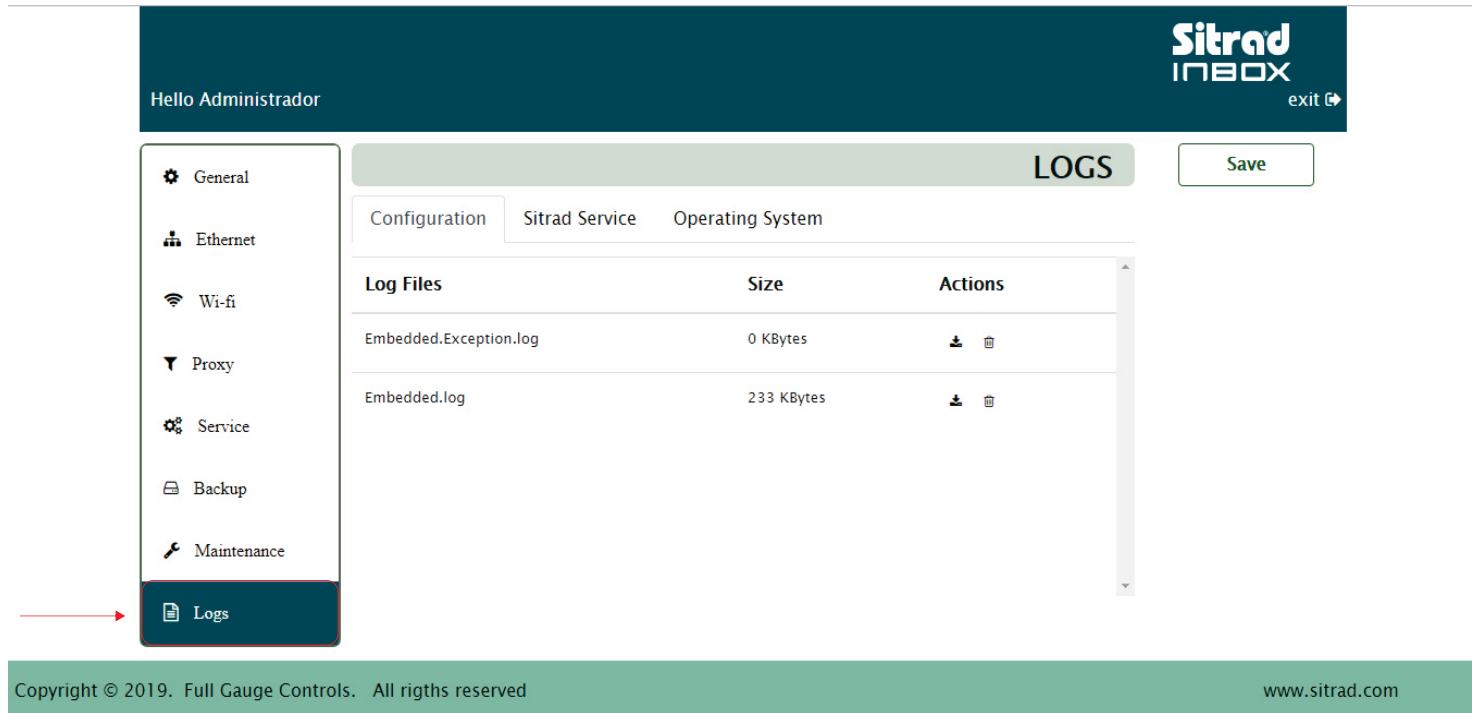 Sitrad
INBOX
Hello Administrador
exit
General
Ethernet
Wi-fi
Proxy
Service
Backup
Maintenance
Logs
LOGS
Save
Configuration Sitrad Service Operating System
Log Files Size Actions
Embedded.Exception.log 0 KBytes
Embedded.log 233 KBytes
Copyright © 2019. Full Gauge Controls. All rigths reserved www.sitrad.com